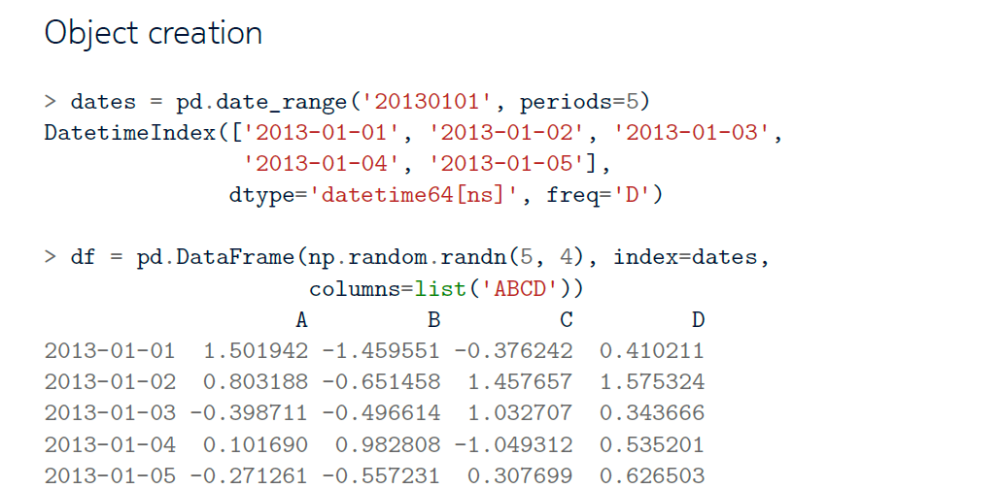 Object creation
> dates = pd.date_range('20130101', periods=5)
DatetimeIndex(['2013-01-01', '2013-01-02', '2013-01-03',
'2013-01-04', '2013-01-05'],
dtype='datetime64[ns]', freq='D')
> df = pd.DataFrame(np.random.randn(5, 4), index=dates,
columns=list('ABCD'))
A B C D
2013-01-01 1.501942 -1.459551 -0.376242 0.410211
2013-01-02 0.803188 -0.651458 1.457657 1.575324
2013-01-03 -0.398711 -0.496614 1.032707 0.343666
2013-01-04 0.101690 0.982808 -1.049312 0.535201
2013-01-05 -0.271261 -0.557231 0.307699 0.626503